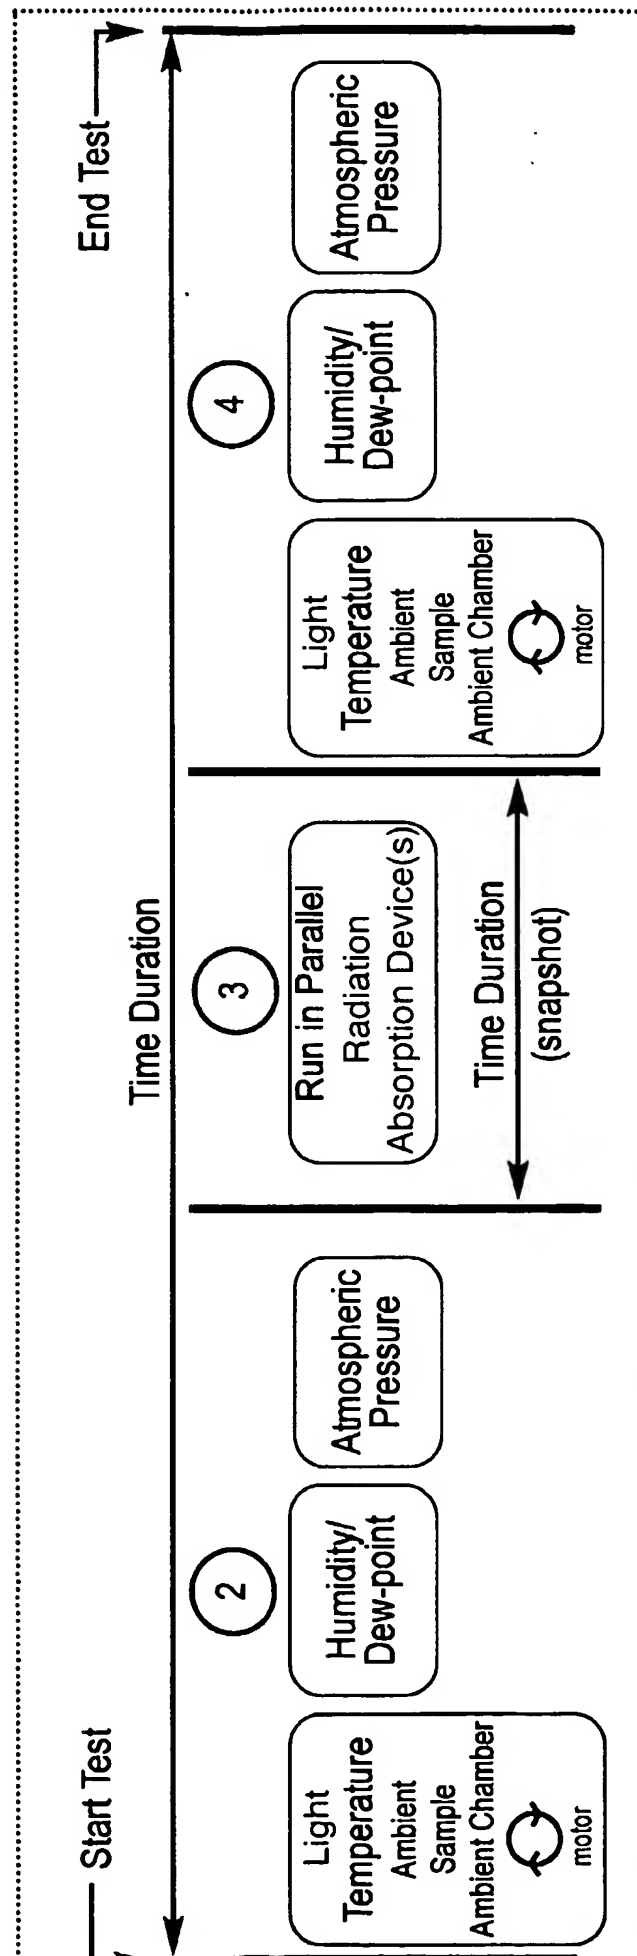 Start Test
End Test
Time Duration
2
Light
Temperature
Ambient
Sample
Ambient Chamber
motor
Humidity/
Dew-point
Atmospheric
Pressure
3
Run in Parallel
Radiation
Absorption Device(s)
Time Duration
(snapshot)
4
Light
Temperature
Ambient
Sample
Ambient Chamber
motor
Humidity/
Dew-point
Atmospheric
Pressure